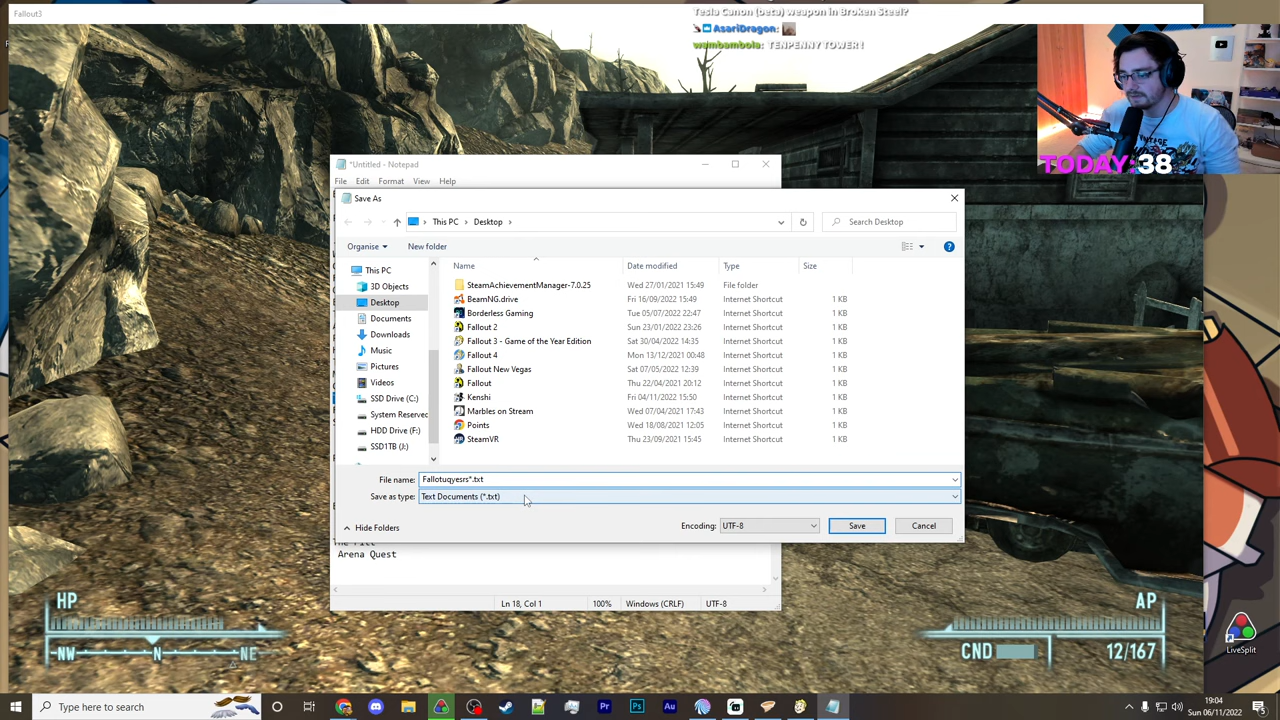 Fallout3
Tesla Canon (beta) weapon in Broken Steel?
AsariDragon:
wambambola: TENPENNY TOWER !
TODAY:38
*Untitled - Notepad
File Edit Format View Help
Save As
This PC > Desktop >
Search Desktop
Organise New folder
Name Date modified Type Size
This PC
3D Objects
Desktop
Documents
Downloads
Music
Pictures
Videos
SSD Drive (C:)
System Reserved
HDD Drive (F:)
SSD1TB (J:)
SteamAchievementManager-7.0.25 Wed 27/01/2021 15:49 File folder
BeamNG.drive Fri 16/09/2022 15:49 Internet Shortcut 1 KB
Borderless Gaming Tue 05/07/2022 22:47 Internet Shortcut 1 KB
Fallout 2 Sun 23/01/2022 23:26 Internet Shortcut 1 KB
Fallout 3 - Game of the Year Edition Sat 30/04/2022 14:35 Internet Shortcut 1 KB
Fallout 4 Mon 13/12/2021 00:48 Internet Shortcut 1 KB
Fallout New Vegas Sat 07/05/2022 12:39 Internet Shortcut 1 KB
Fallout Thu 22/04/2021 20:12 Internet Shortcut 1 KB
Kenshi Fri 04/11/2022 15:50 Internet Shortcut 1 KB
Marbles on Stream Wed 07/04/2021 17:43 Internet Shortcut 1 KB
Points Wed 18/08/2021 12:05 Internet Shortcut 1 KB
SteamVR Thu 23/09/2021 15:45 Internet Shortcut 1 KB
File name: Fallotuqyesrs*.txt
Save as type: Text Documents (*.txt)
Hide Folders Encoding: UTF-8 Save Cancel
Arena Quest
Ln 18, Col 1 100% Windows (CRLF) UTF-8
HP
NW N NE
AP
CND 12/167
LiveSplit
Type here to search
Pr Ps Au
19:04
Sun 06/11/2022